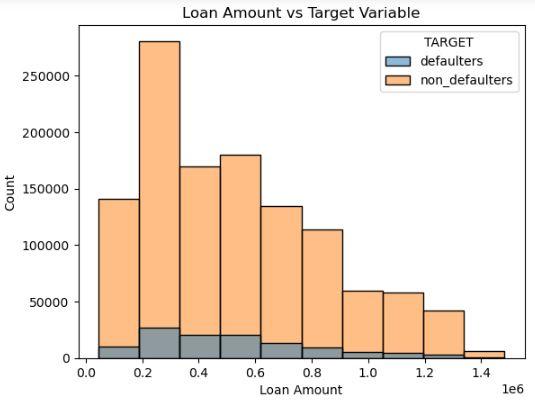 Loan Amount vs Target Variable
TARGET
defaulters
non_defaulters
250000
200000
150000
100000
50000
0
Count
0.0 0.2 0.4 0.6 0.8 1.0 1.2 1.4
1e6
Loan Amount